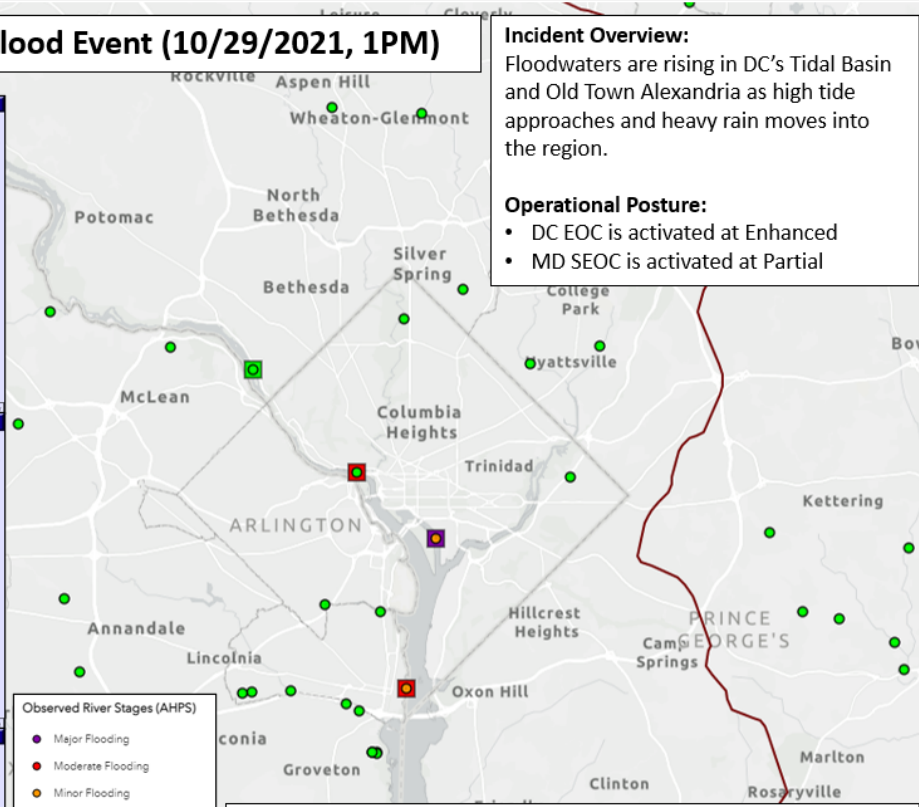 Leisure
Cleverly
lood Event (10/29/2021, 1PM)
Incident Overview:
Floodwaters are rising in DC's Tidal Basin
and Old Town Alexandria as high tide
approaches and heavy rain moves into
the region.
Operational Posture:
• DC EOC is activated at Enhanced
• MD SEOC is activated at Partial
Rockville
Aspen Hill
Wheaton-Glenmont
Potomac
North
Bethesda
Silver
Spring
Bethesda
College
Park
Hyattsville
Bow
McLean
Columbia
Heights
Trinidad
Kettering
ARLINGTON
Hillcrest
Heights
PRINCE
GEORGE'S
Camp
Springs
Annandale
Lincolnia
Oxon Hill
Observed River Stages (AHPS)
Major Flooding
Moderate Flooding
Minor Flooding
conia
Groveton
Marlton
Clinton
Rosaryville